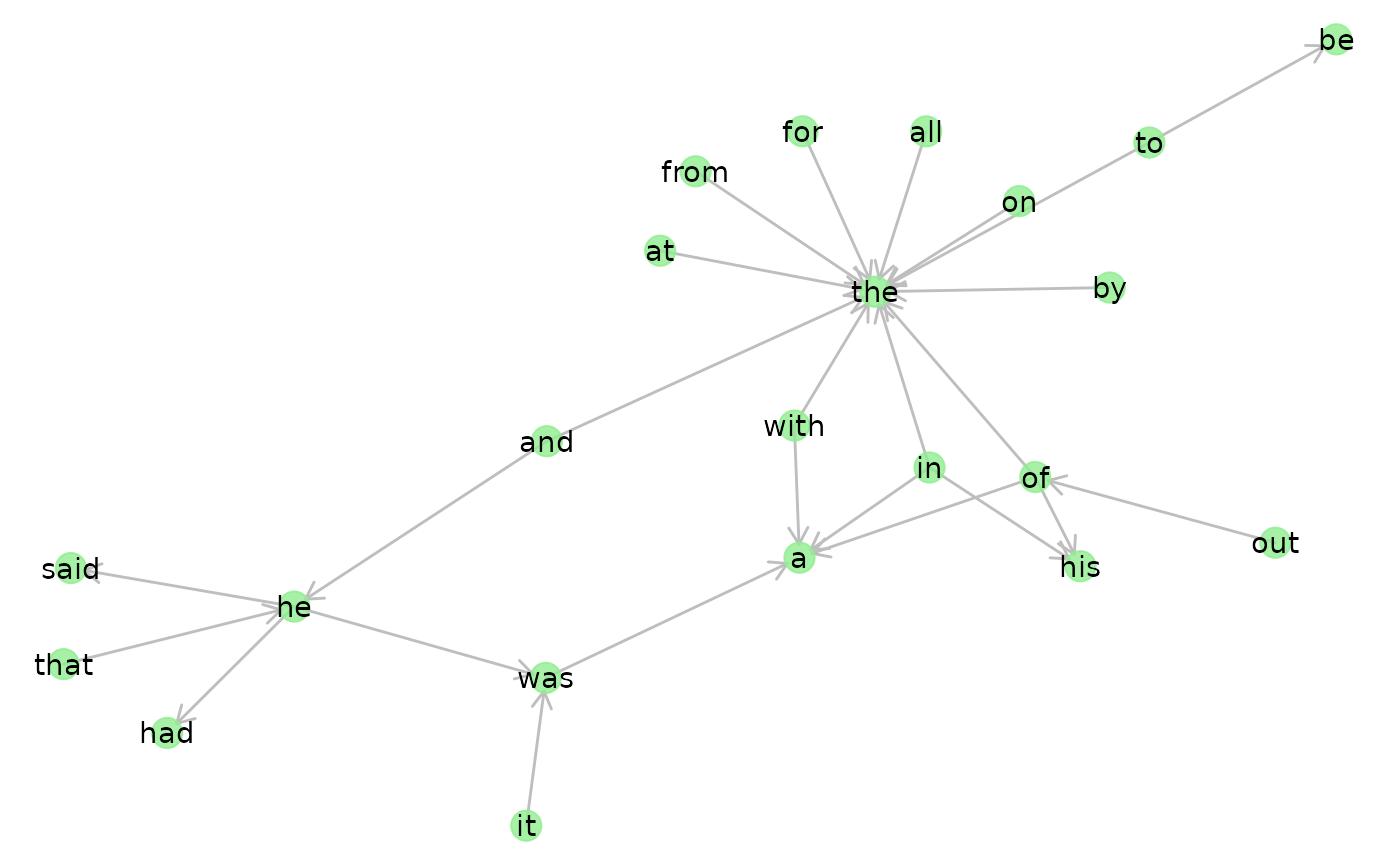 be
for
all
to
from
on
at
the
by
with
and
in
of
out
a
said
his
he
that
was
had
it